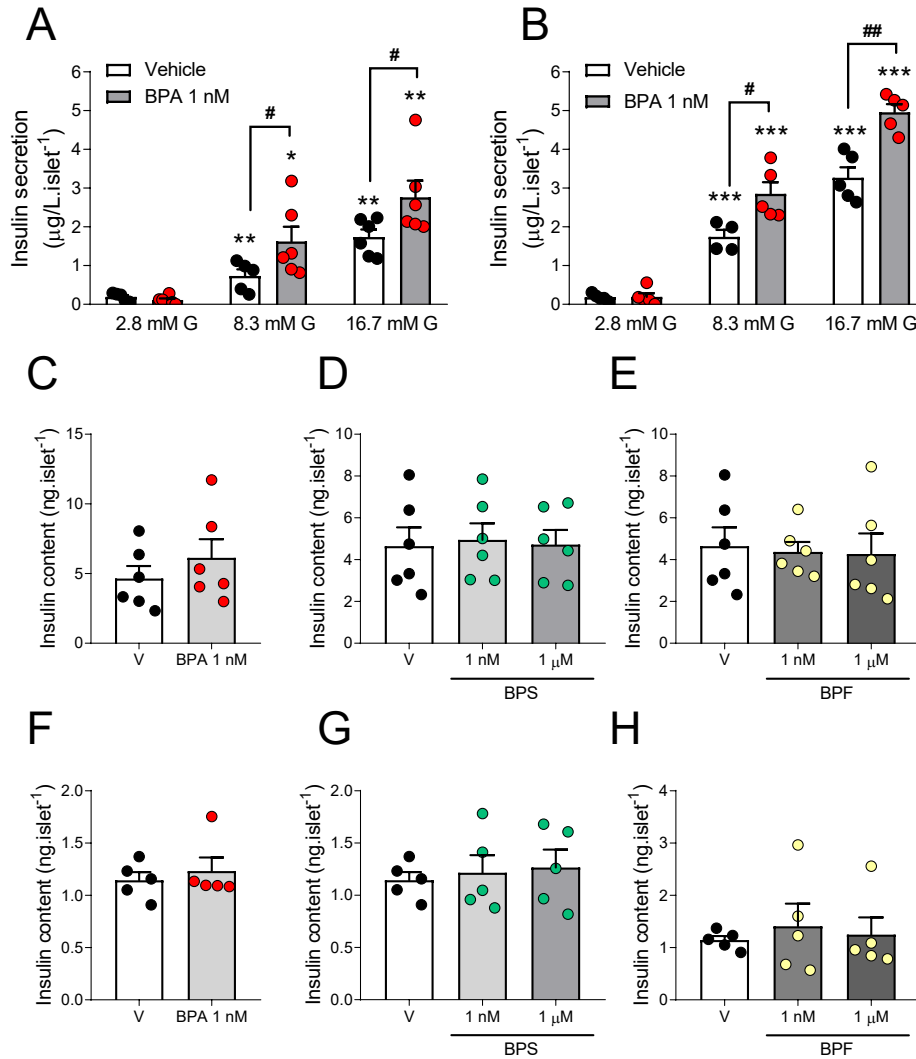 A
Vehicle
BPA 1 nM
#
#
*
**
**
**
Insulin secretion
(μg/L.islet⁻¹)
6
5
4
3
2
1
0
2.8 mM G
8.3 mM G
16.7 mM G
B
Vehicle
BPA 1 nM
#
##
***
***
***
***
Insulin secretion
(μg/L.islet⁻¹)
6
5
4
3
2
1
0
2.8 mM G
8.3 mM G
16.7 mM G
C
Insulin content (ng.islet⁻¹)
15
10
5
0
V
BPA 1 nM
D
Insulin content (ng.islet⁻¹)
10
8
6
4
2
0
V
1 nM
1 μM
BPS
E
Insulin content (ng.islet⁻¹)
10
8
6
4
2
0
V
1 nM
1 μM
BPF
F
Insulin content (ng.islet⁻¹)
2.0
1.5
1.0
0.5
0.0
V
BPA 1 nM
G
Insulin content (ng.islet⁻¹)
2.0
1.5
1.0
0.5
0.0
V
1 nM
1 μM
BPS
H
Insulin content (ng.islet⁻¹)
4
3
2
1
0
V
1 nM
1 μM
BPF